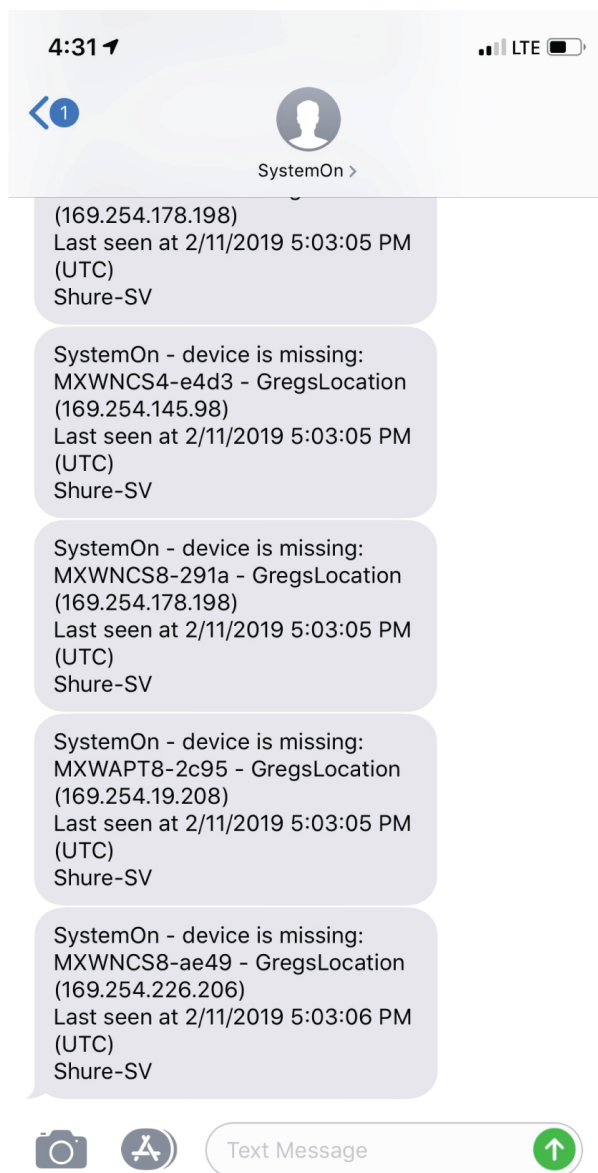 4:31
LTE
1
SystemOn
(169.254.178.198)
Last seen at 2/11/2019 5:03:05 PM
(UTC)
Shure-SV
SystemOn - device is missing:
MXWNCS4-e4d3 - GregsLocation
(169.254.145.98)
Last seen at 2/11/2019 5:03:05 PM
(UTC)
Shure-SV
SystemOn - device is missing:
MXWNCS8-291a - GregsLocation
(169.254.178.198)
Last seen at 2/11/2019 5:03:05 PM
(UTC)
Shure-SV
SystemOn - device is missing:
MXWAPT8-2c95 - GregsLocation
(169.254.19.208)
Last seen at 2/11/2019 5:03:05 PM
(UTC)
Shure-SV
SystemOn - device is missing:
MXWNCS8-ae49 - GregsLocation
(169.254.226.206)
Last seen at 2/11/2019 5:03:06 PM
(UTC)
Shure-SV
Text Message